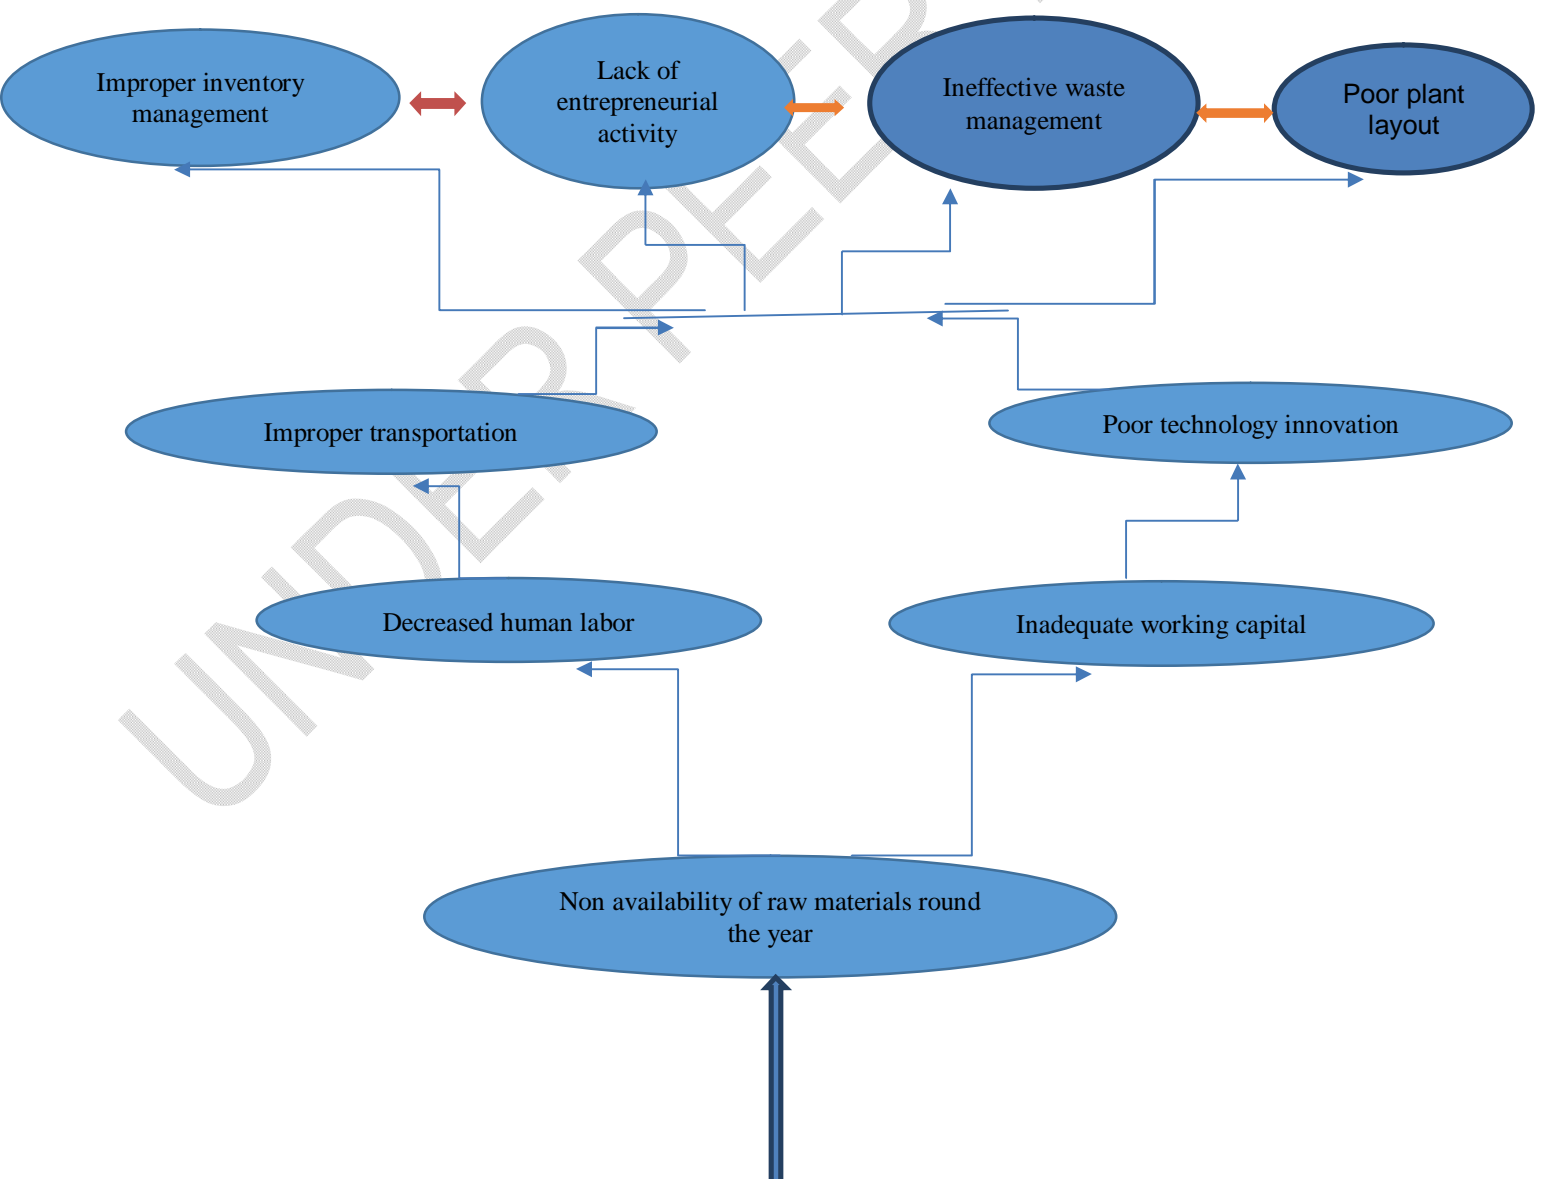 Improper inventory
management
Lack of
entrepreneurial
activity
Ineffective waste
management
Poor plant
layout
Improper transportation
Poor technology innovation
Decreased human labor
Inadequate working capital
Non availability of raw materials round
the year
UNDER PEER